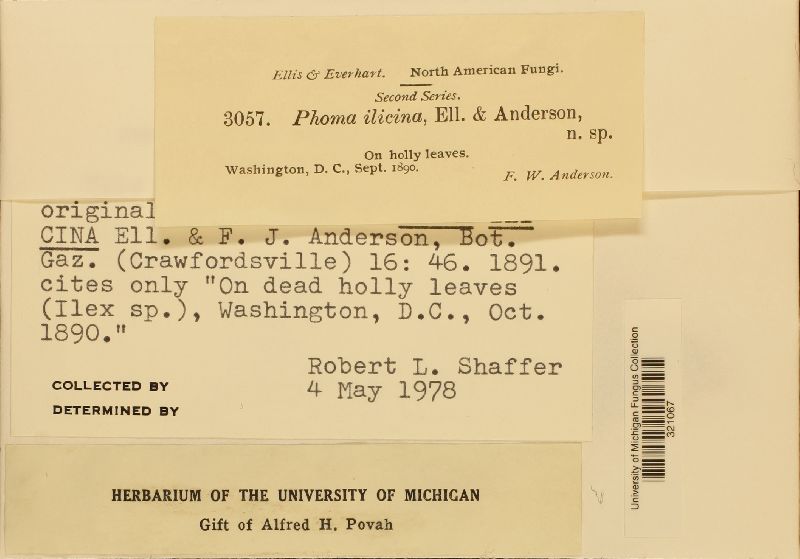 Ellis & Everhart. North American Fungi.
Second Series.
3057. Phoma ilicina, Ell. & Anderson,
n. sp.
On holly leaves.
Washington, D. C., Sept. 1890.
F. W. Anderson.
original
CINA Ell. & F. J. Anderson, Bot.
Gaz. (Crawfordsville) 16: 46. 1891.
cites only "On dead holly leaves
(Ilex sp.), Washington, D.C., Oct.
1890."
Robert L. Shaffer
4 May 1978
COLLECTED BY
DETERMINED BY
HERBARIUM OF THE UNIVERSITY OF MICHIGAN
Gift of Alfred H. Povah
University of Michigan Fungus Collection
321067